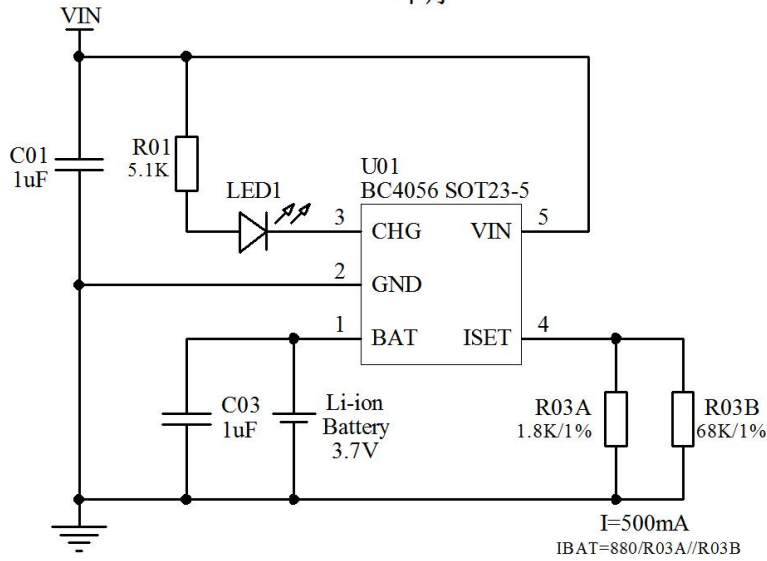 VIN
C01
1uF
R01
5.1K
LED1
U01
BC4056 SOT23-5
3
CHG
VIN
5
2
GND
1
BAT
ISET
4
C03
1uF
Li-ion
Battery
3.7V
R03A
1.8K/1%
R03B
68K/1%
I=500mA
IBAT=880/R03A//R03B